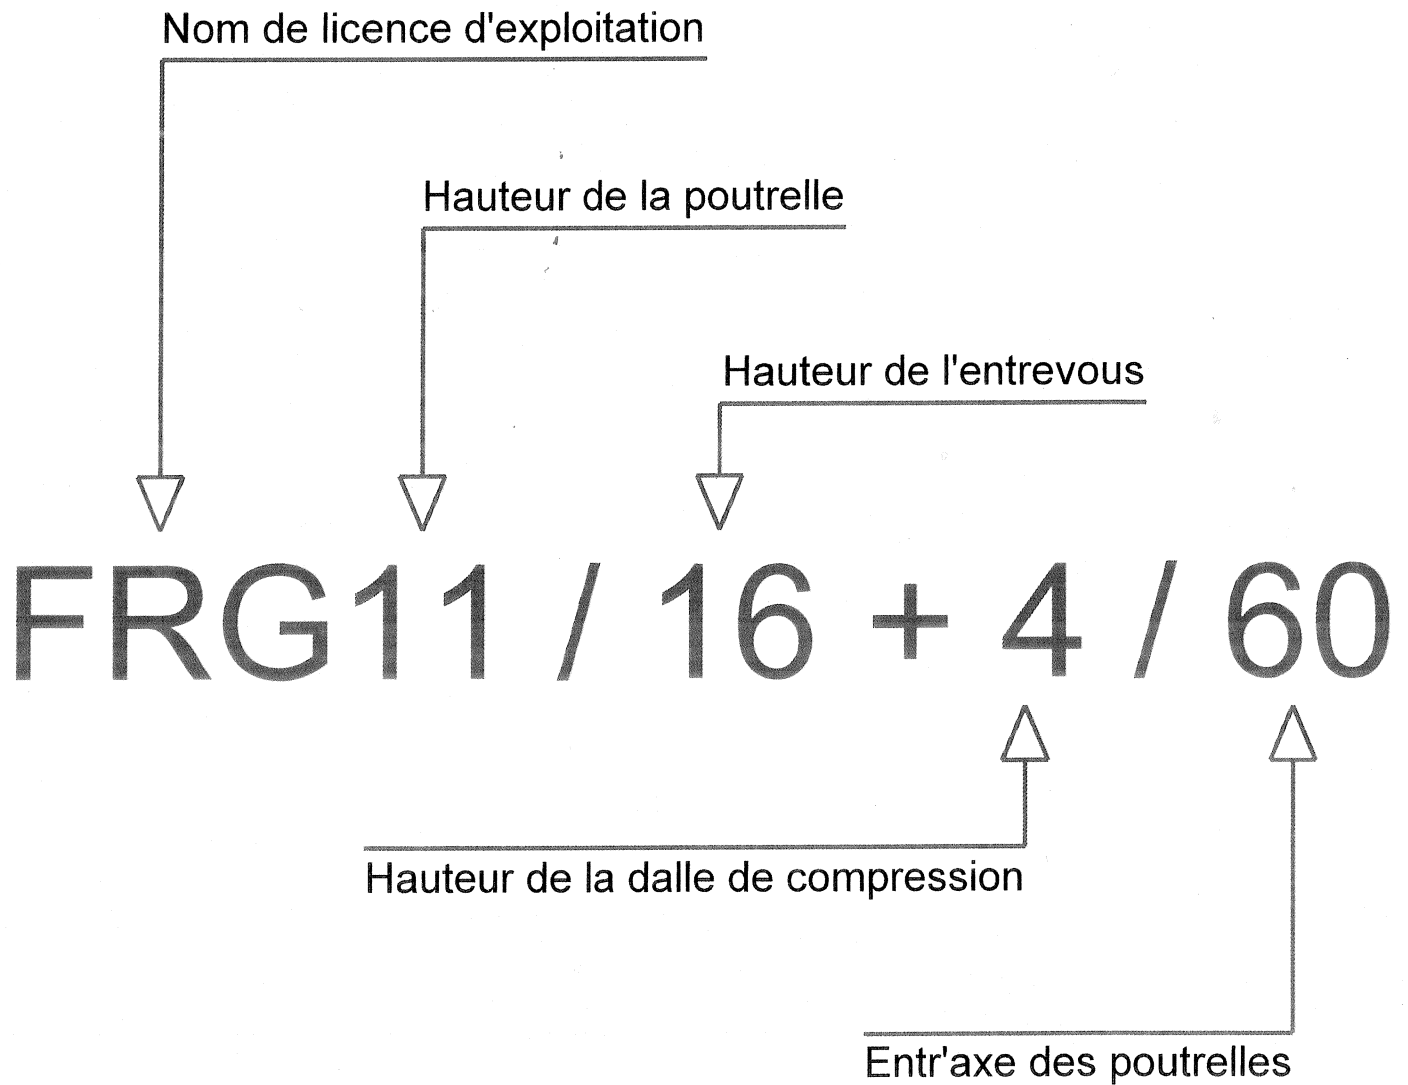 Nom de licence d'exploitation
Hauteur de la poutrelle
Hauteur de l'entrevous
FRG11 / 16 + 4 / 60
Hauteur de la dalle de compression
Entr'axe des poutrelles